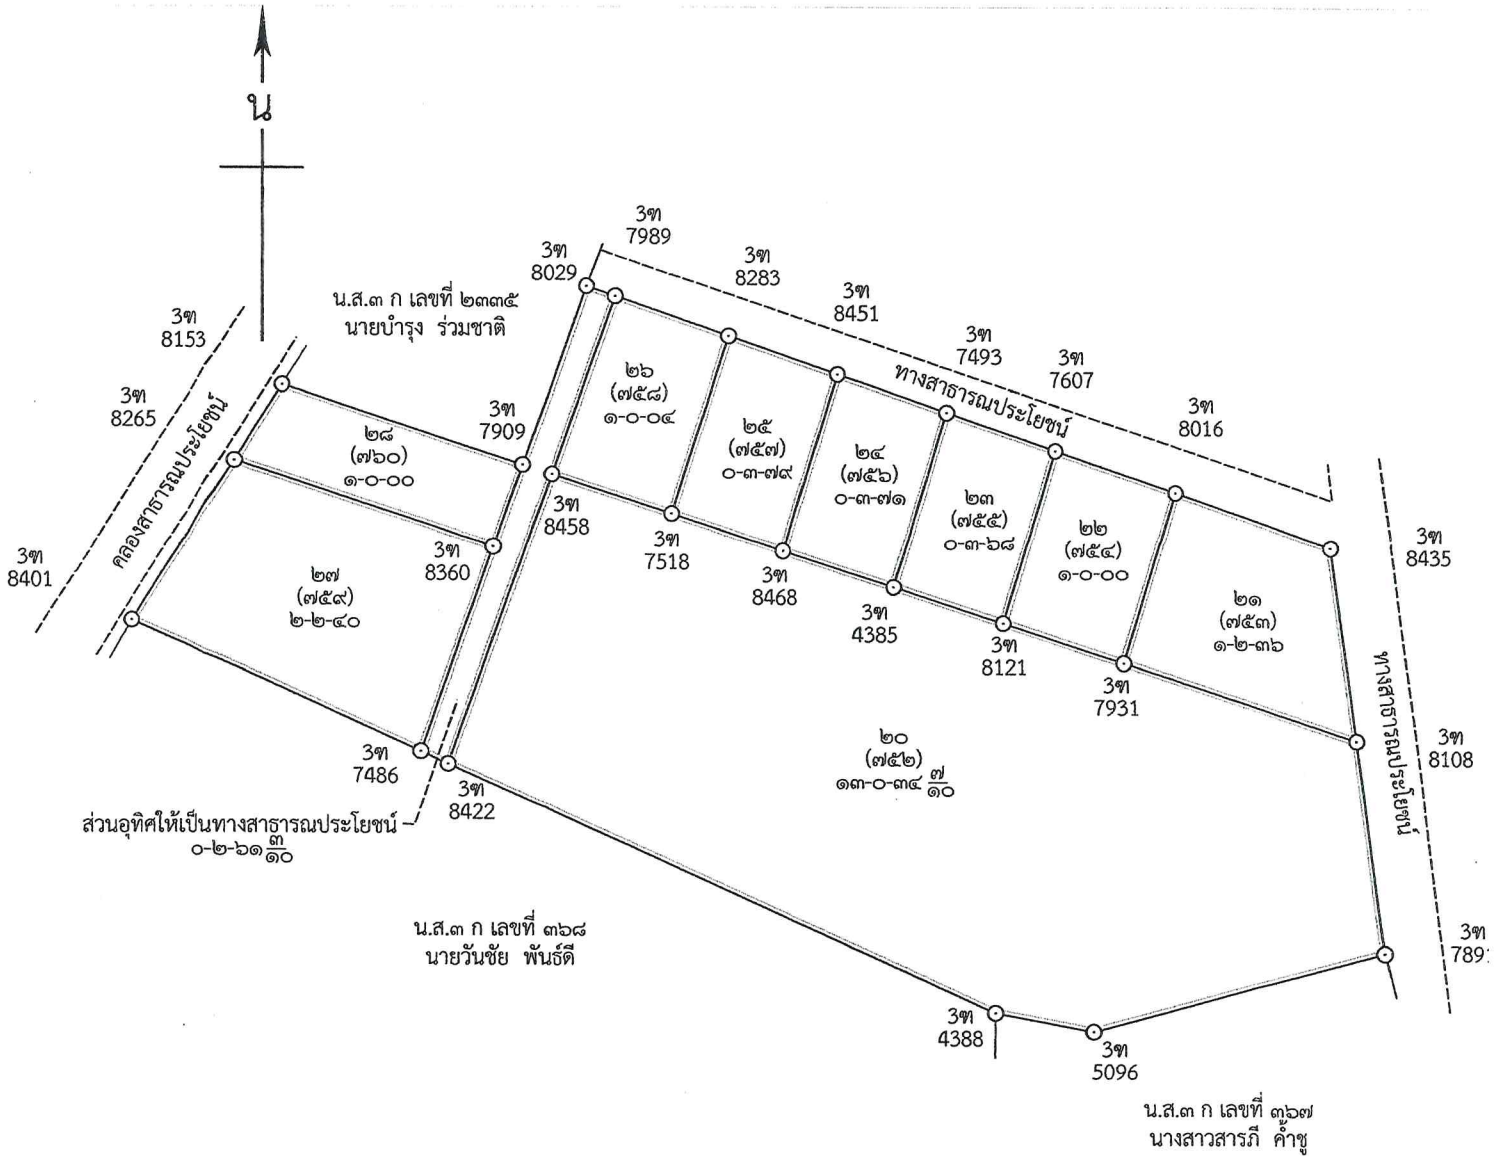 น
3ฑ
7989
3ฑ
8029
3ฑ
8283
3ฑ
8451
น.ส.๓ ก เลขที่ ๒๓๓๕
นายบำรุง ร่วมชาติ
3ฑ
8153
3ฑ
7493
3ฑ
7607
ทางสาธารณประโยชน์
3ฑ
8016
3ฑ
8265
คลองสาธารณประโยชน์
3ฑ
7909
๒๘
(๗๖๐)
๑-๐-๐๐
๒๖
(๗๕๘)
๑-๐-๐๔
๒๕
(๗๕๗)
๐-๓-๗๙
๒๔
(๗๕๖)
๐-๓-๗๑
๒๓
(๗๕๕)
๐-๓-๖๘
๒๒
(๗๕๔)
๑-๐-๐๐
๒๑
(๗๕๓)
๑-๒-๓๖
3ฑ
8401
3ฑ
8360
3ฑ
8458
3ฑ
7518
3ฑ
8468
3ฑ
4385
3ฑ
8121
3ฑ
7931
3ฑ
8435
๒๗
(๗๕๙)
๒-๒-๔๐
ทางสาธารณประโยชน์
3ฑ
8108
๒๐
(๗๕๒)
๑๓-๐-๓๔ ๗/๑๐
3ฑ
7486
3ฑ
8422
ส่วนอุทิศให้เป็นทางสาธารณประโยชน์
๐-๒-๖๑ ๓/๑๐
น.ส.๓ ก เลขที่ ๓๖๘
นายวันชัย พันธ์ดี
3ฑ
789
3ฑ
4388
3ฑ
5096
น.ส.๓ ก เลขที่ ๓๖๗
นางสาวสารภี ค้ำชู